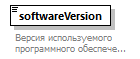 softwareVersion
Версия используемого
программного обеспече...